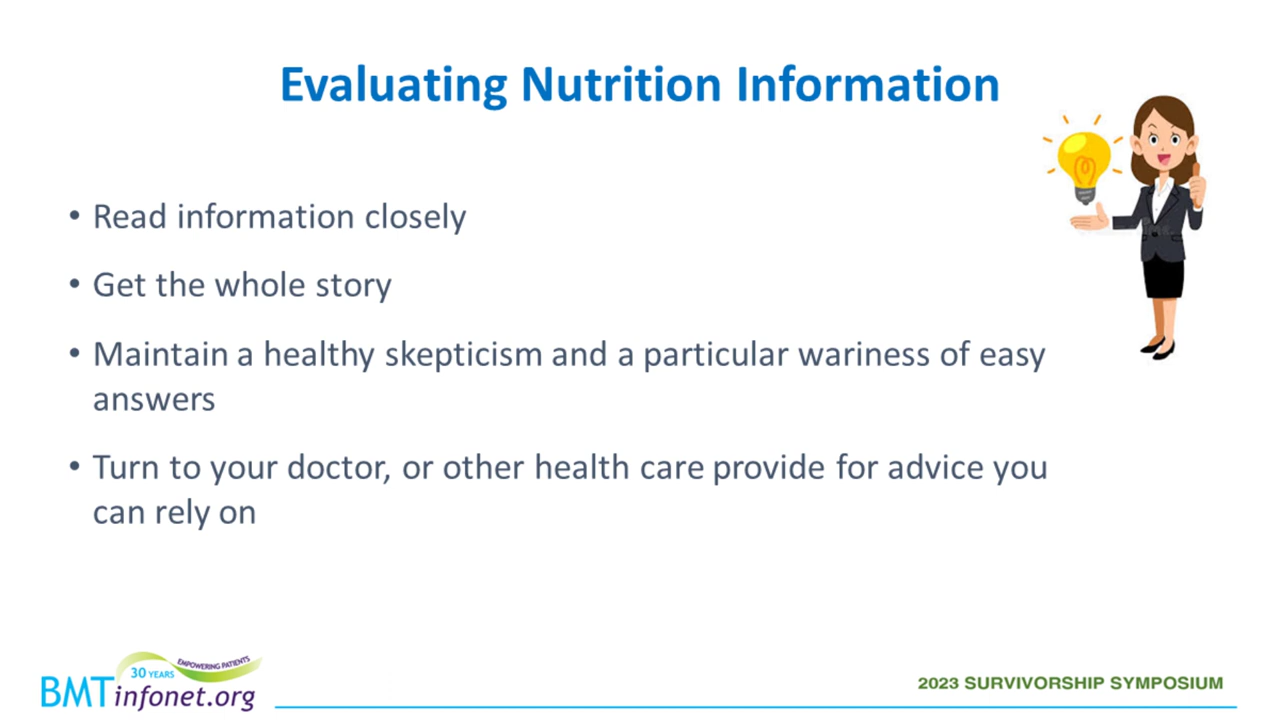 Evaluating Nutrition Information
• Read information closely
• Get the whole story
• Maintain a healthy skepticism and a particular wariness of easy
answers
• Turn to your doctor, or other health care provide for advice you
can rely on
30 YEARS
EMPOWERING PATIENTS
BMTinfonet.org
2023 SURVIVORSHIP SYMPOSIUM